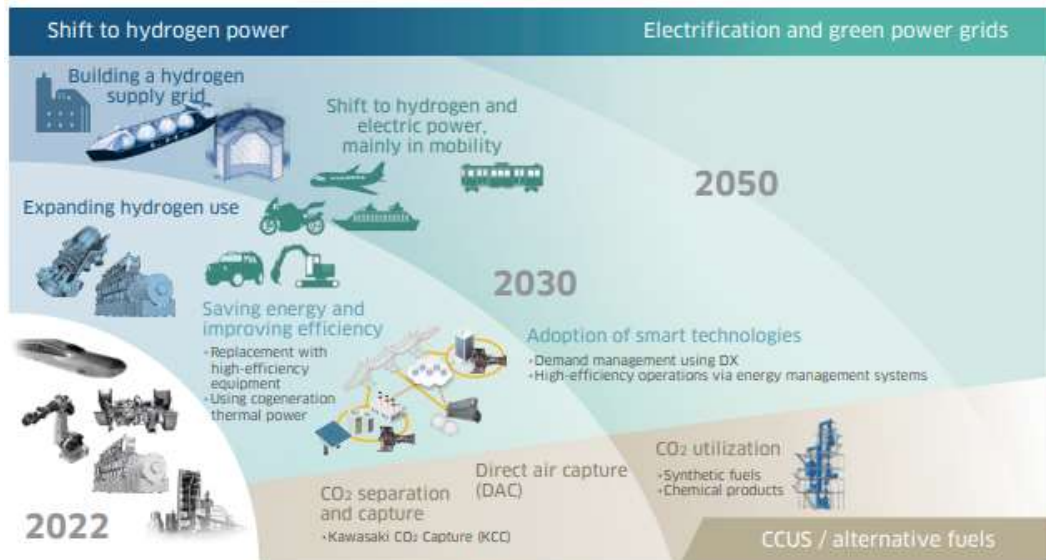 Shift to hydrogen power
Electrification and green power grids
Building a hydrogen
supply grid
Shift to hydrogen and
electric power,
mainly in mobility
2050
Expanding hydrogen use
2030
Saving energy and
improving efficiency
•Replacement with
high-efficiency
equipment
•Using cogeneration
thermal power
Adoption of smart technologies
•Demand management using DX
•High-efficiency operations via energy management systems
CO₂ utilization
•Synthetic fuels
•Chemical products
Direct air capture
(DAC)
CO₂ separation
and capture
•Kawasaki CO₂ Capture (KCC)
2022
CCUS / alternative fuels